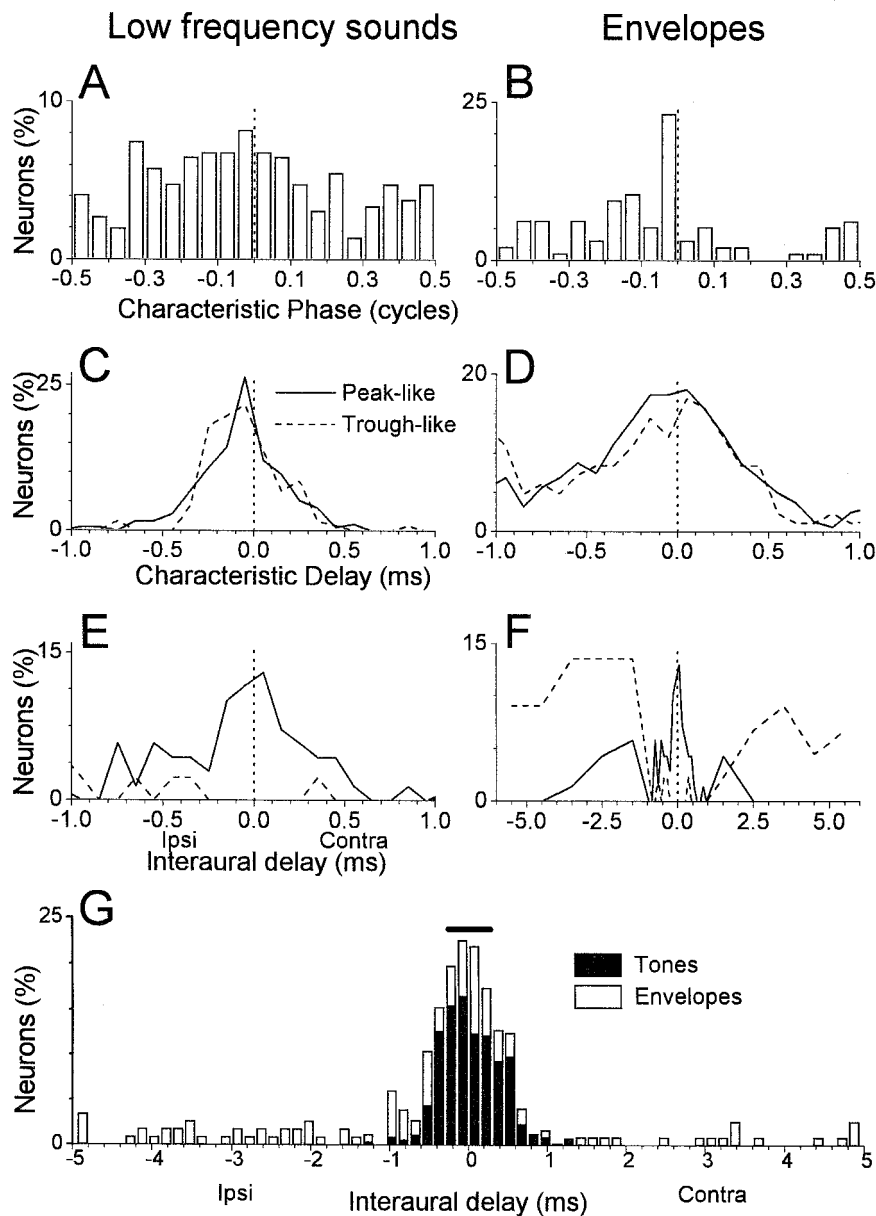 Low frequency sounds
Envelopes
A
10
Neurons (%)
0
-0.5 -0.3 -0.1 0.1 0.3 0.5
Characteristic Phase (cycles)
B
25
0
-0.5 -0.3 -0.1 0.1 0.3 0.5
C
25
Neurons (%)
0
Peak-like
Trough-like
-1.0 -0.5 0.0 0.5 1.0
Characteristic Delay (ms)
D
20
0
-1.0 -0.5 0.0 0.5 1.0
E
15
Neurons (%)
0
-1.0 -0.5 0.0 0.5 1.0
Ipsi Contra
Interaural delay (ms)
F
15
0
-5.0 -2.5 0.0 2.5 5.0
G
25
Neurons (%)
0
Tones
Envelopes
-5 -4 -3 -2 -1 0 1 2 3 4 5
Ipsi Interaural delay (ms) Contra